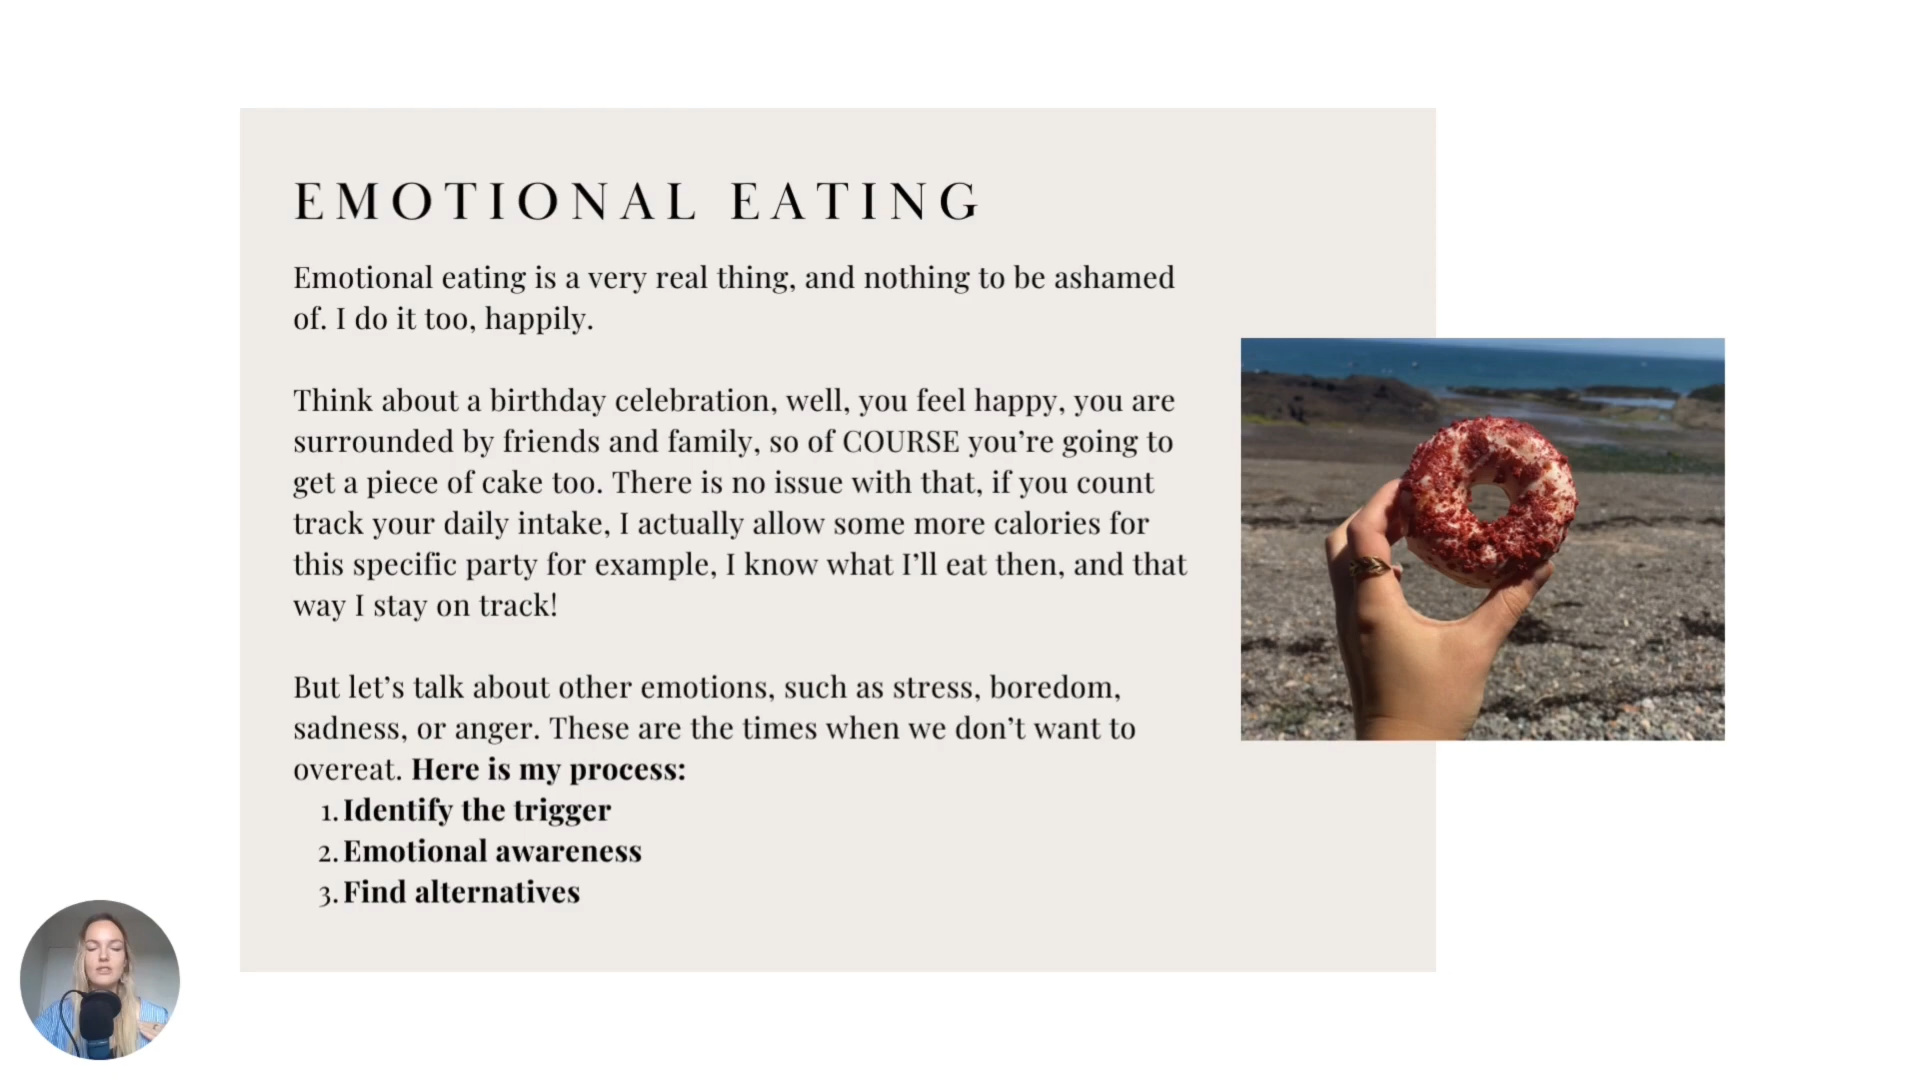 EMOTIONAL EATING
Emotional eating is a very real thing, and nothing to be ashamed
of. I do it too, happily.
Think about a birthday celebration, well, you feel happy, you are
surrounded by friends and family, so of COURSE you’re going to
get a piece of cake too. There is no issue with that, if you count
track your daily intake, I actually allow some more calories for
this specific party for example, I know what I’ll eat then, and that
way I stay on track!
But let’s talk about other emotions, such as stress, boredom,
sadness, or anger. These are the times when we don’t want to
overeat. Here is my process:
1. Identify the trigger
2. Emotional awareness
3. Find alternatives